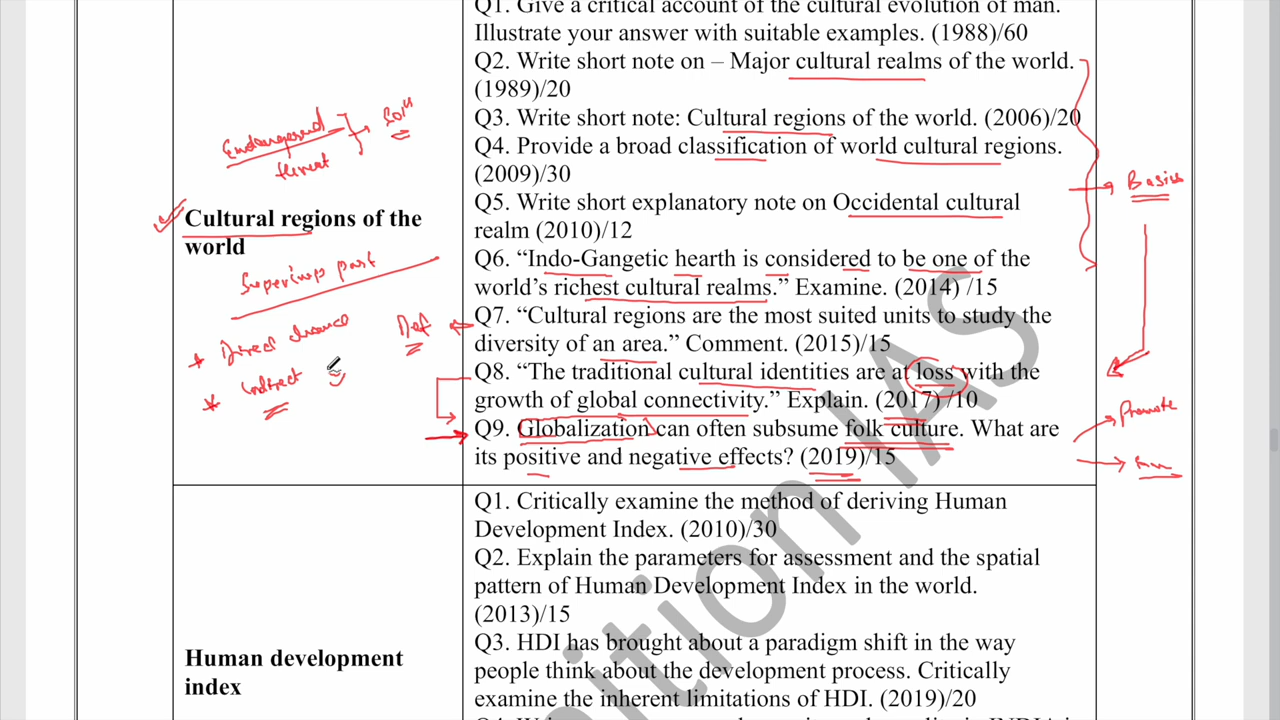 Q1. Give a critical account of the cultural evolution of man.
Illustrate your answer with suitable examples. (1988)/60
Q2. Write short note on – Major cultural realms of the world.
(1989)/20
Q3. Write short note: Cultural regions of the world. (2006)/20
Q4. Provide a broad classification of world cultural regions.
(2009)/30
Q5. Write short explanatory note on Occidental cultural
realm (2010)/12
Q6. “Indo-Gangetic hearth is considered to be one of the
world’s richest cultural realms.” Examine. (2014) /15
Q7. “Cultural regions are the most suited units to study the
diversity of an area.” Comment. (2015)/15
Q8. “The traditional cultural identities are at loss with the
growth of global connectivity.” Explain. (2017) /10
Q9. Globalization can often subsume folk culture. What are
its positive and negative effects? (2019)/15
Endangered
threat
Cultural regions of the
world
Direct
Indirect
Def
Basics
Promote
Q1. Critically examine the method of deriving Human
Development Index. (2010)/30
Q2. Explain the parameters for assessment and the spatial
pattern of Human Development Index in the world.
(2013)/15
Q3. HDI has brought about a paradigm shift in the way
people think about the development process. Critically
examine the inherent limitations of HDI. (2019)/20
Human development
index
nition IAS